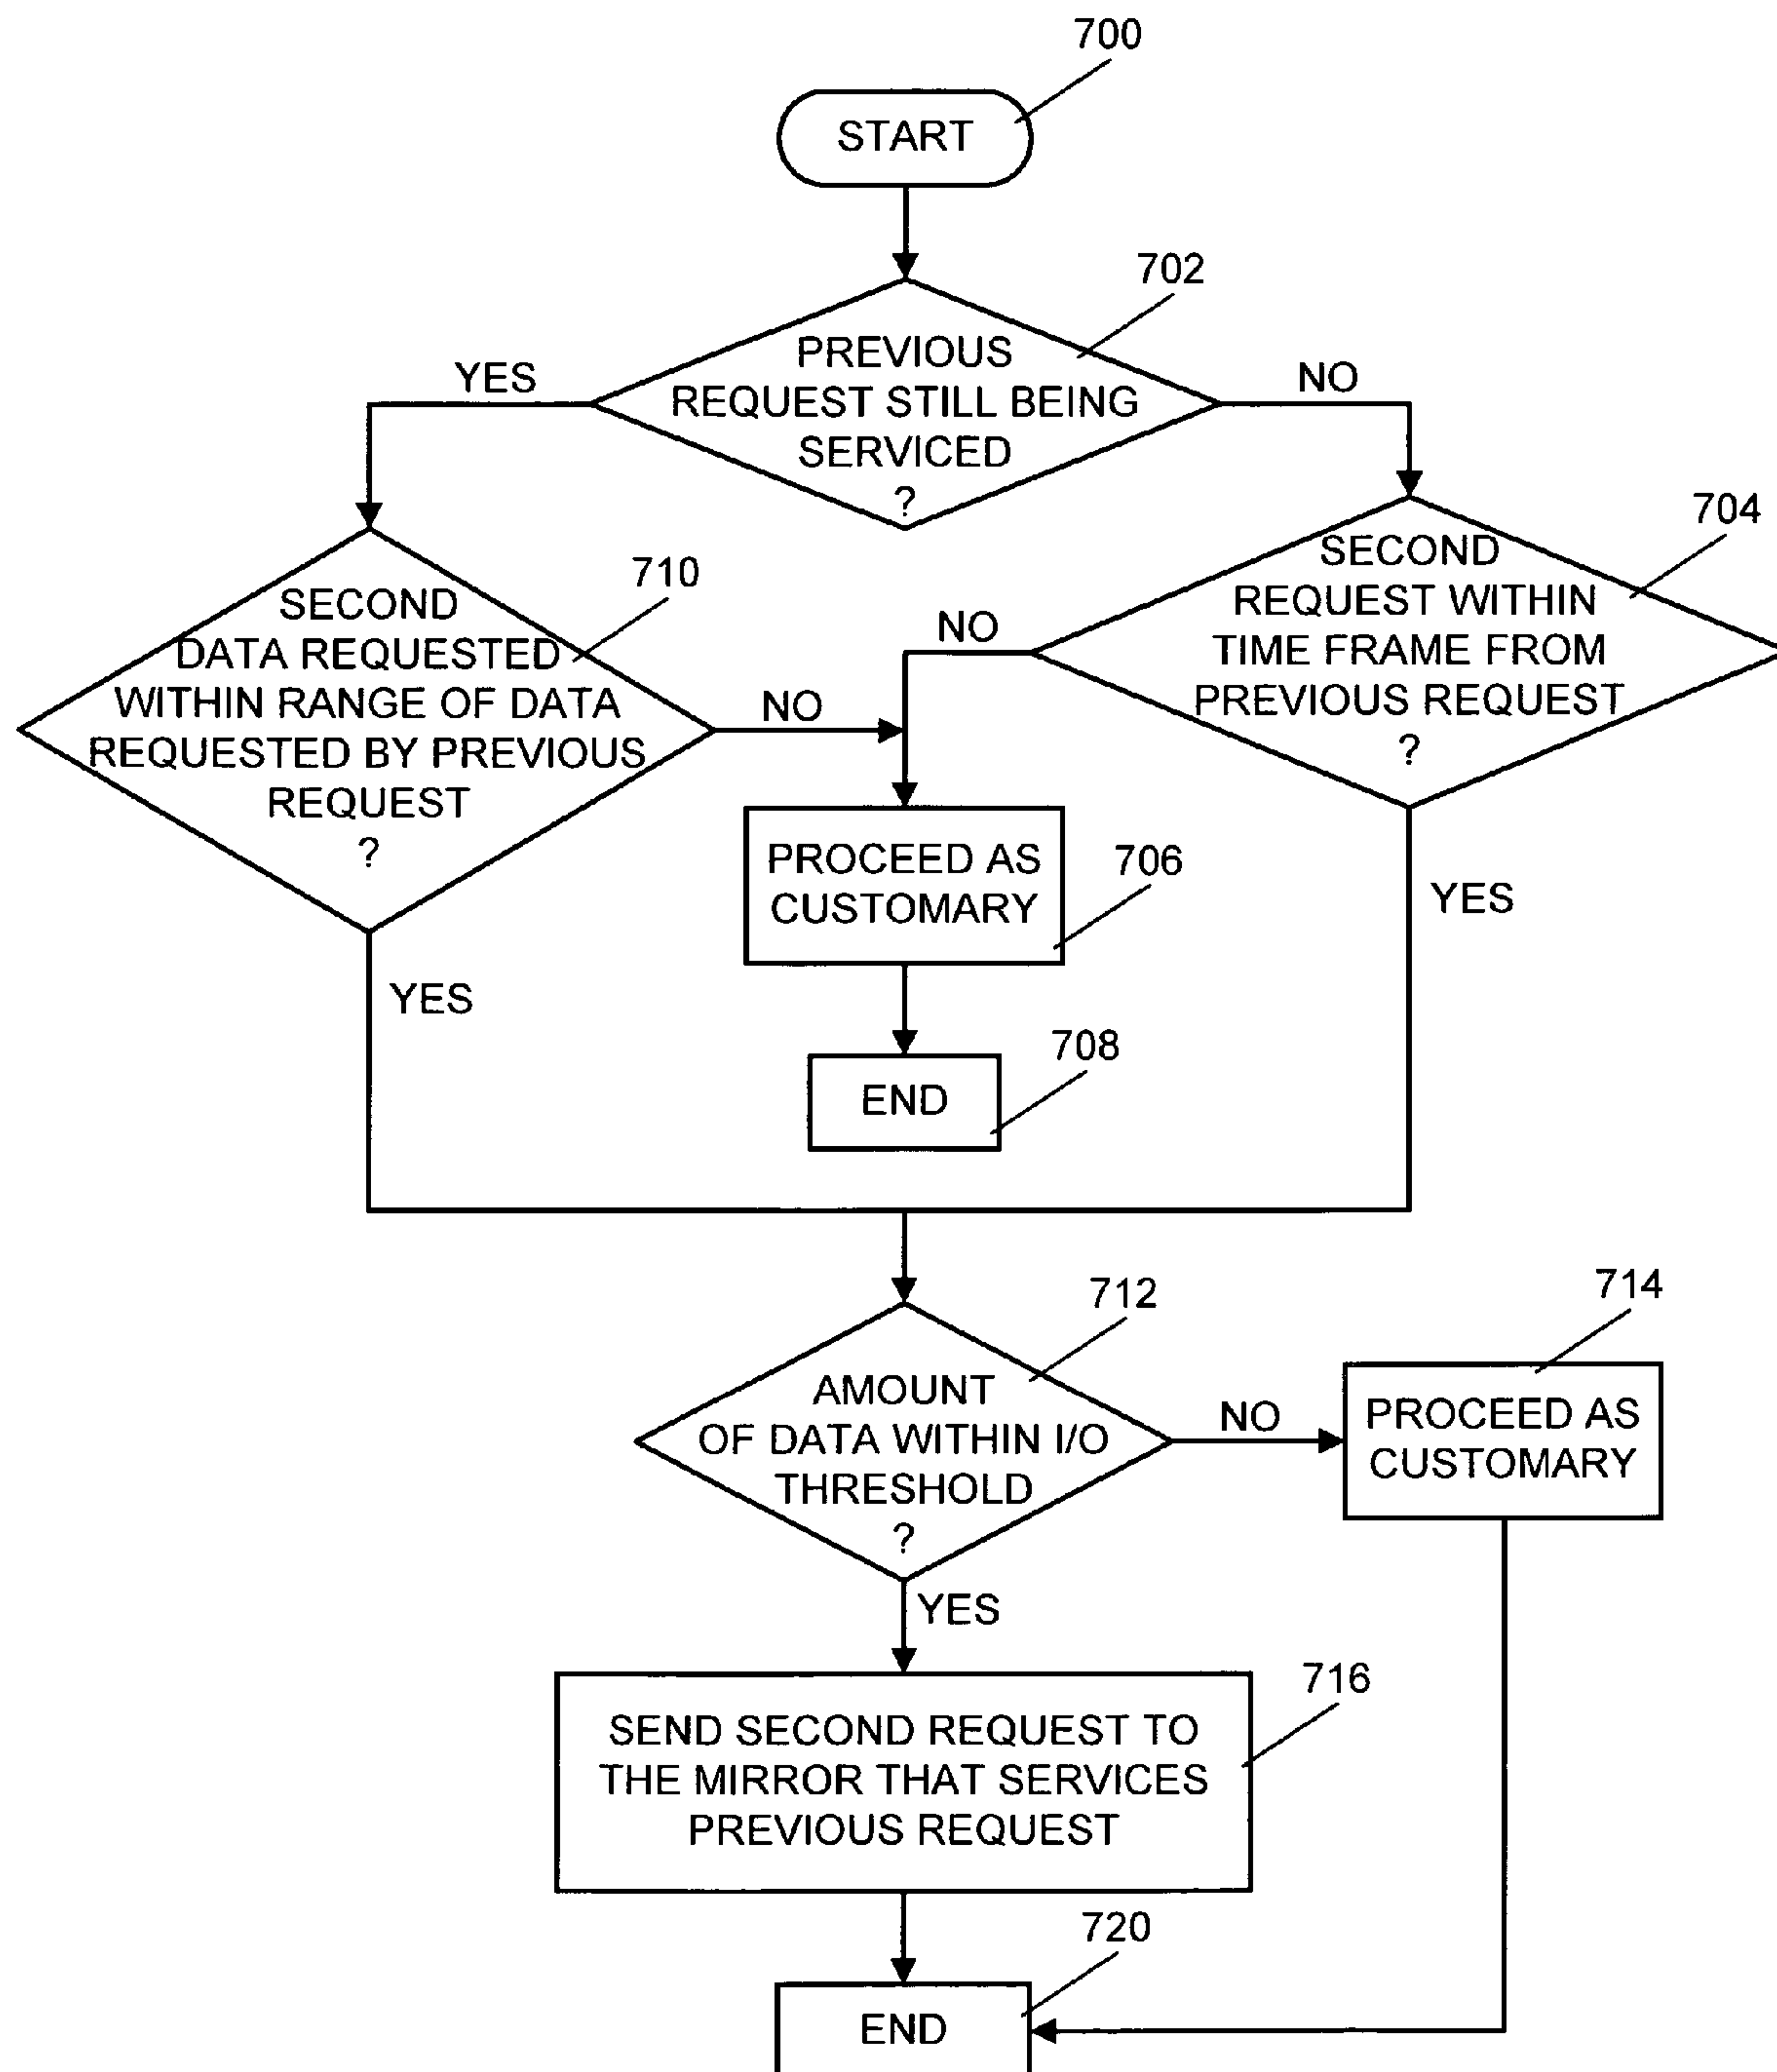 700
START
702
PREVIOUS
REQUEST STILL BEING
SERVICED
?
YES
NO
704
SECOND
REQUEST WITHIN
TIME FRAME FROM
PREVIOUS REQUEST
?
NO
YES
710
SECOND
DATA REQUESTED
WITHIN RANGE OF DATA
REQUESTED BY PREVIOUS
REQUEST
?
NO
YES
PROCEED AS
CUSTOMARY
706
708
END
712
AMOUNT
OF DATA WITHIN I/O
THRESHOLD
?
NO
714
PROCEED AS
CUSTOMARY
YES
716
SEND SECOND REQUEST TO
THE MIRROR THAT SERVICES
PREVIOUS REQUEST
720
END